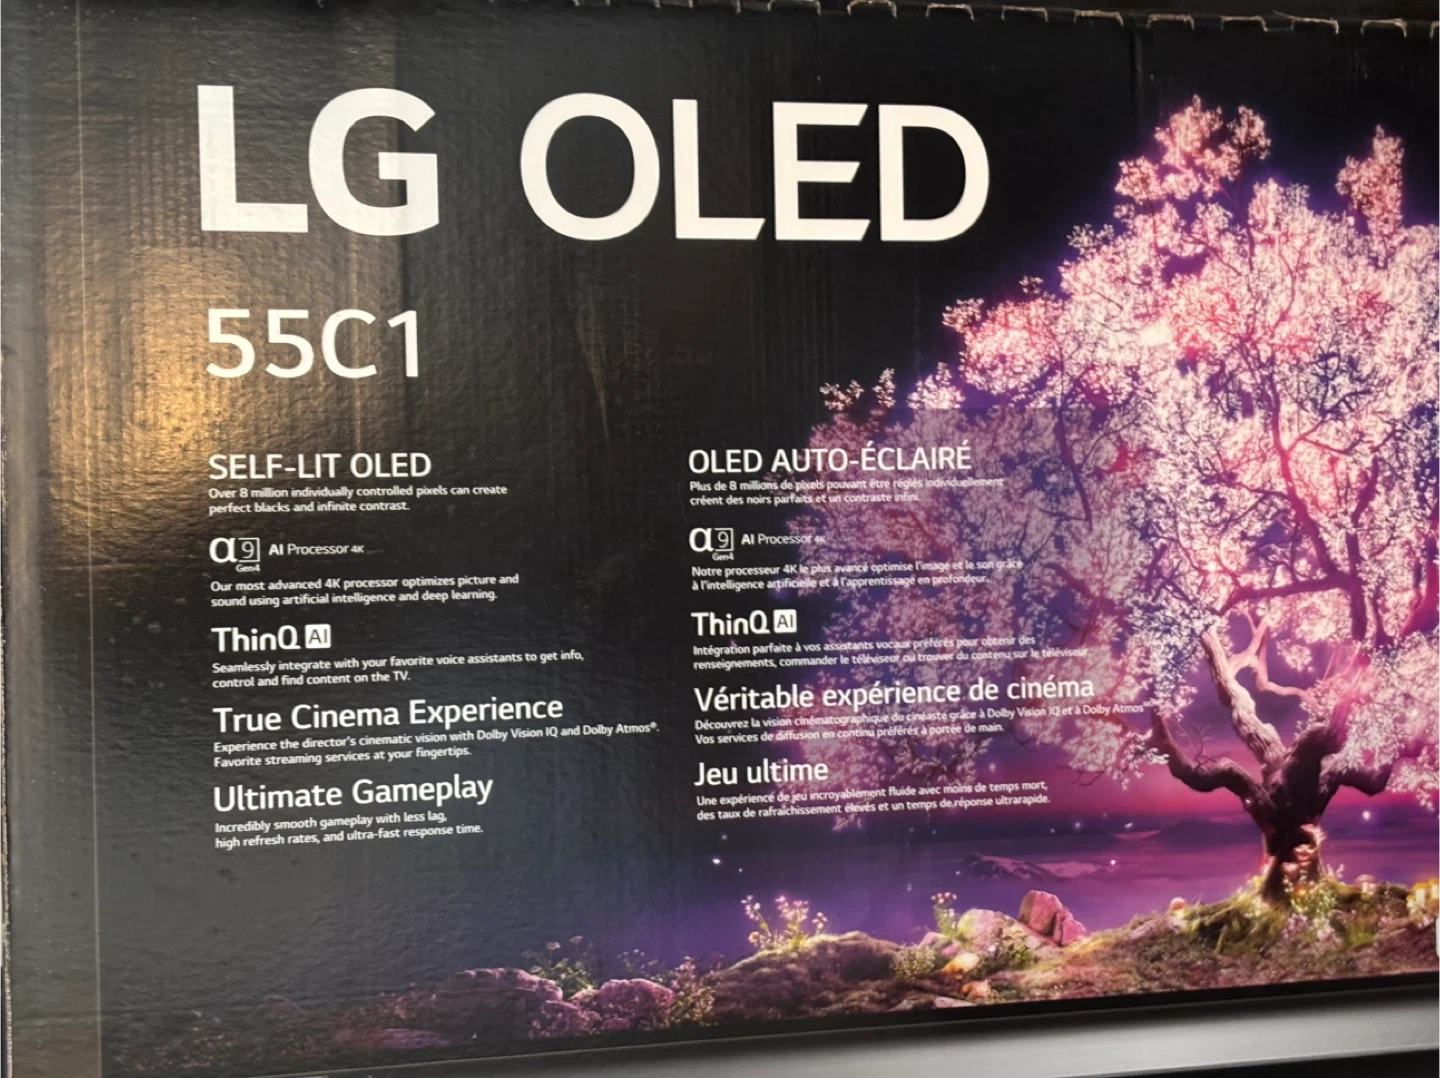 LG OLED
55C1
SELF-LIT OLED
Over 8 million individually controlled pixels can create
perfect blacks and infinite contrast.
α9 AI Processor 4K
Gen4
Our most advanced 4K processor optimizes picture and
sound using artificial intelligence and deep learning.
ThinQ AI
Seamlessly integrate with your favorite voice assistants to get info,
control and find content on the TV.
True Cinema Experience
Experience the director's cinematic vision with Dolby Vision IQ and Dolby Atmos®.
Favorite streaming services at your fingertips.
Ultimate Gameplay
Incredibly smooth gameplay with less lag,
high refresh rates, and ultra-fast response time.
OLED AUTO-ÉCLAIRÉ
Plus de 8 millions de pixels pouvant être réglés individuellement
créent des noirs parfaits et un contraste infini.
α9 AI Processor 4K
Gen4
Notre processeur 4K le plus avancé optimise l'image et le son grâce
à l'intelligence artificielle et à l'apprentissage en profondeur.
ThinQ AI
Intégration parfaite à vos assistants vocaux préférés pour obtenir des
renseignements, commander le téléviseur ou trouver du contenu sur le téléviseur.
Véritable expérience de cinéma
Découvrez la vision cinématographique du cinéaste grâce à Dolby Vision IQ et à Dolby Atmos
Vos services de diffusion en continu préférés à portée de main.
Jeu ultime
Une expérience de jeu incroyablement fluide avec moins de temps mort,
des taux de rafraîchissement élevés et un temps de réponse ultrarapide.